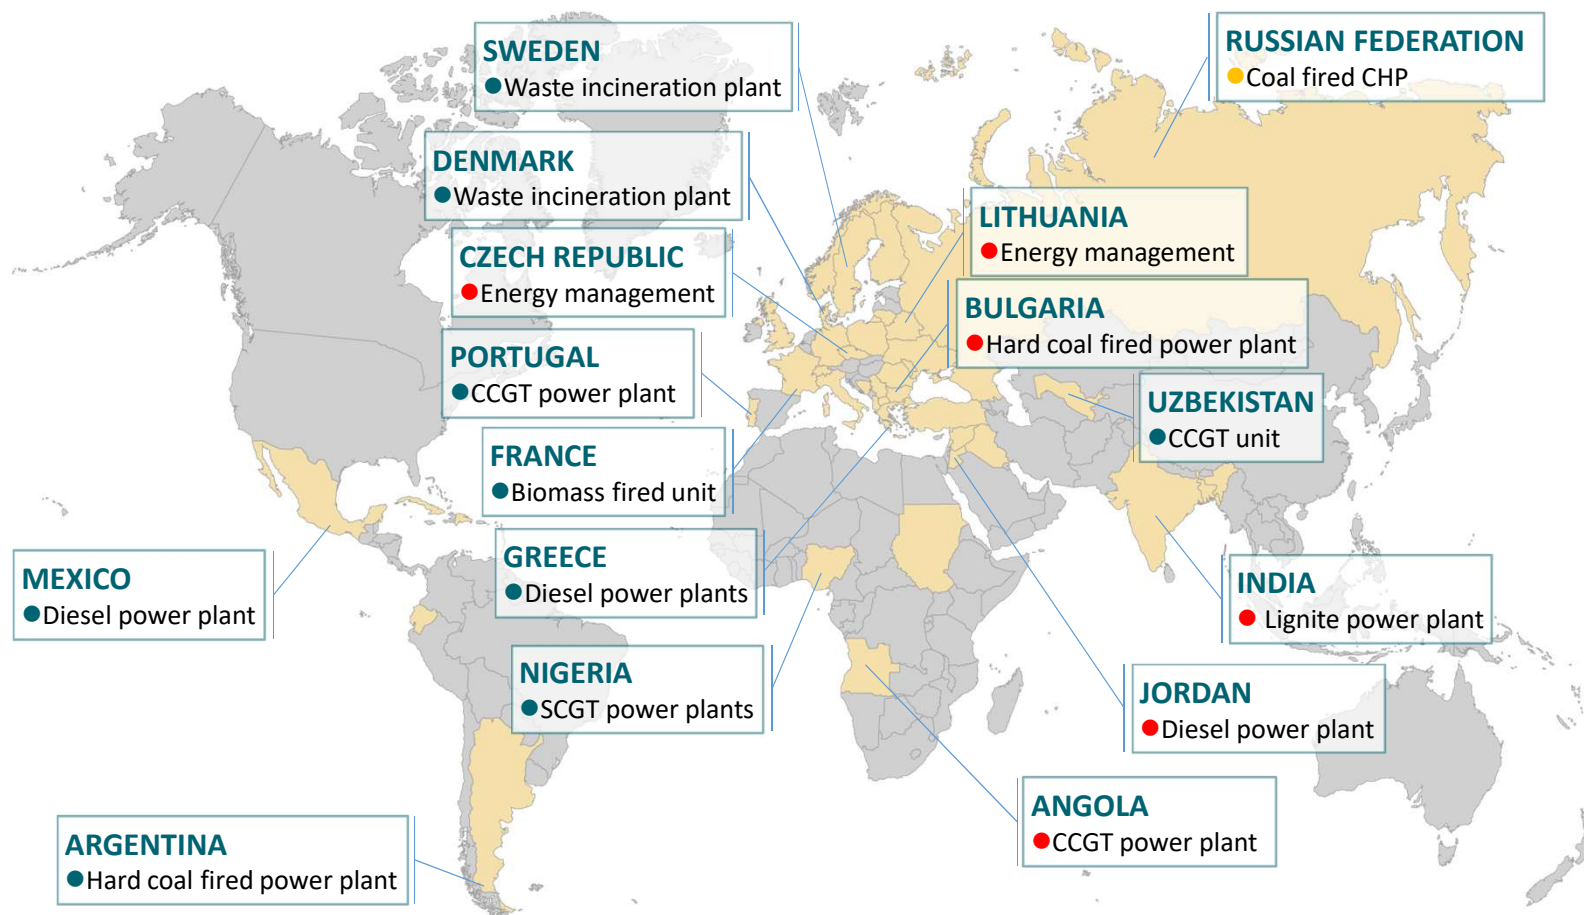 SWEDEN
Waste incineration plant
RUSSIAN FEDERATION
Coal fired CHP
DENMARK
Waste incineration plant
LITHUANIA
Energy management
CZECH REPUBLIC
Energy management
BULGARIA
Hard coal fired power plant
PORTUGAL
CCGT power plant
UZBEKISTAN
CCGT unit
FRANCE
Biomass fired unit
GREECE
Diesel power plants
MEXICO
Diesel power plant
INDIA
Lignite power plant
NIGERIA
SCGT power plants
JORDAN
Diesel power plant
ANGOLA
CCGT power plant
ARGENTINA
Hard coal fired power plant